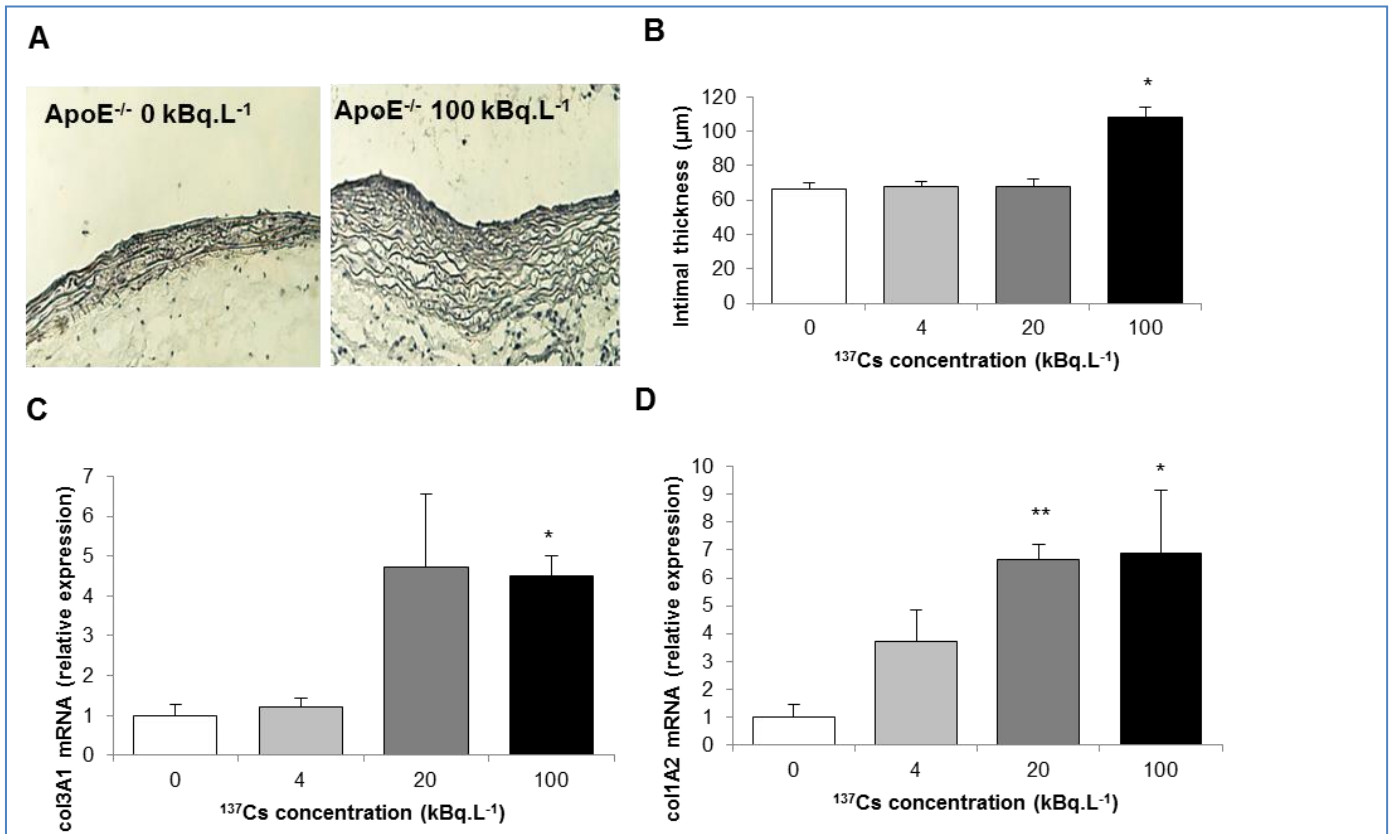 A
ApoE⁻/⁻ 0 kBq.L⁻¹
ApoE⁻/⁻ 100 kBq.L⁻¹
B
*
120
100
80
60
40
20
0
Intimal thickness (µm)
0 4 20 100
¹³⁷Cs concentration (kBq.L⁻¹)
C
7
6
5
4
3
2
1
0
*
col3A1 mRNA (relative expression)
0 4 20 100
¹³⁷Cs concentration (kBq.L⁻¹)
D
10
9
8
7
6
5
4
3
2
1
0
**
*
col1A2 mRNA (relative expression)
0 4 20 100
¹³⁷Cs concentration (kBq.L⁻¹)